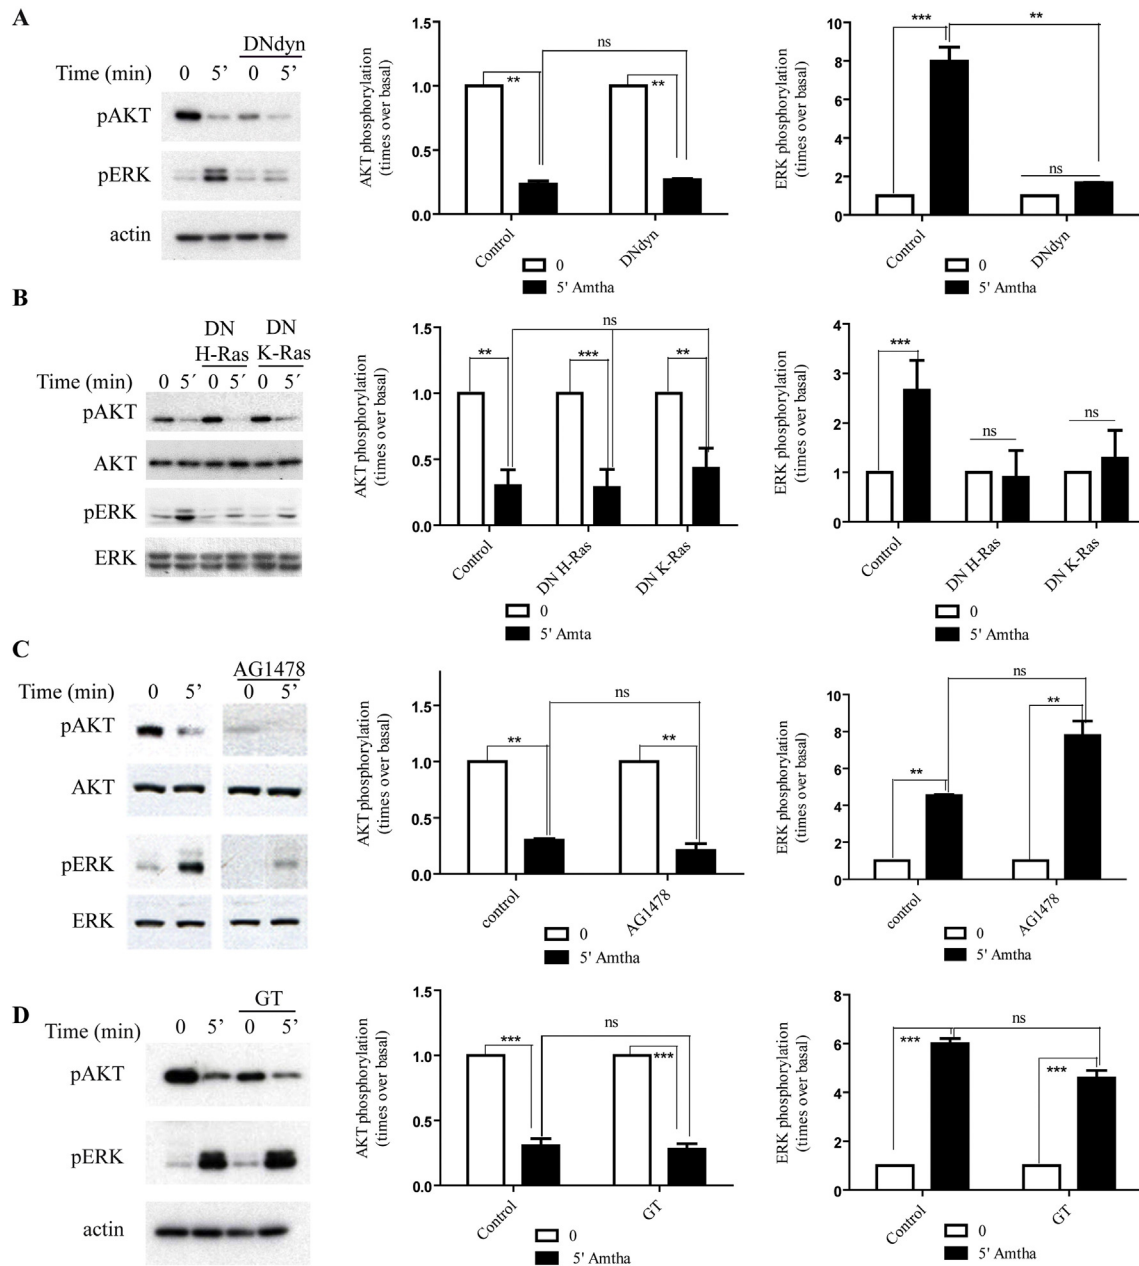 A
DNdyn
Time (min) 0 5’ 0 5’
pAKT
pERK
actin
AKT phosphorylation
(times over basal)
1.5
1.0
0.5
0.0
** ** ns
Control DNdyn
0
5' Amtha
ERK phosphorylation
(times over basal)
10
8
6
4
2
0
*** ** ns
Control DNdyn
B
DN DN
H-Ras K-Ras
Time (min) 0 5´ 0 5´ 0 5´
pAKT
AKT
pERK
ERK
AKT phosphorylation
(times over basal)
1.5
1.0
0.5
0.0
ns
** *** **
Control DN H-Ras DN K-Ras
0
5' Amta
ERK phosphorylation
(times over basal)
4
3
2
1
0
*** ns ns
Control DN H-Ras DN K-Ras
0
5' Amtha
C
AG1478
Time (min) 0 5’ 0 5’
pAKT
AKT
pERK
ERK
AKT phosphorylation
(times over basal)
1.5
1.0
0.5
0.0
ns
** **
control AG1478
0
5' Amtha
ERK phosphorylation
(times over basal)
10
8
6
4
2
0
ns
** **
control AG1478
0
5' Amtha
D
GT
Time (min) 0 5’ 0 5’
pAKT
pERK
actin
AKT phosphorylation
(times over basal)
1.5
1.0
0.5
0.0
ns
*** ***
Control GT
0
5' Amtha
ERK phosphorylation
(times over basal)
8
6
4
2
0
ns
*** ***
Control GT
0
5' Amtha